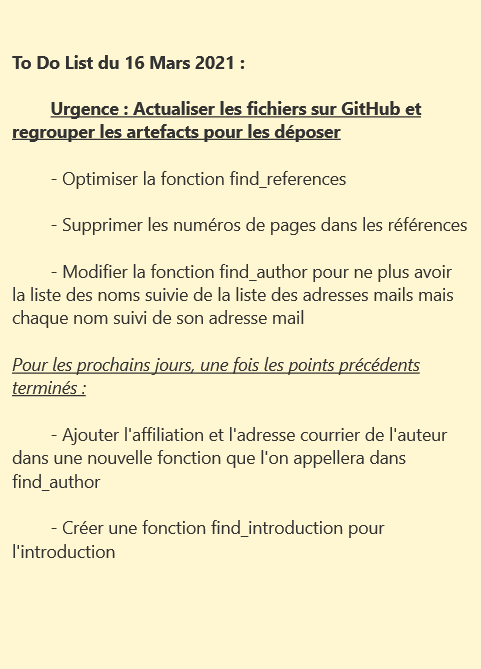 To Do List du 16 Mars 2021 :
Urgence : Actualiser les fichiers sur GitHub et
regrouper les artefacts pour les déposer
- Optimiser la fonction find_references
- Supprimer les numéros de pages dans les références
- Modifier la fonction find_author pour ne plus avoir
la liste des noms suivie de la liste des adresses mails mais
chaque nom suivi de son adresse mail
Pour les prochains jours, une fois les points précédents
terminés :
- Ajouter l'affiliation et l'adresse courrier de l'auteur
dans une nouvelle fonction que l'on appellera dans
find_author
- Créer une fonction find_introduction pour
l'introduction